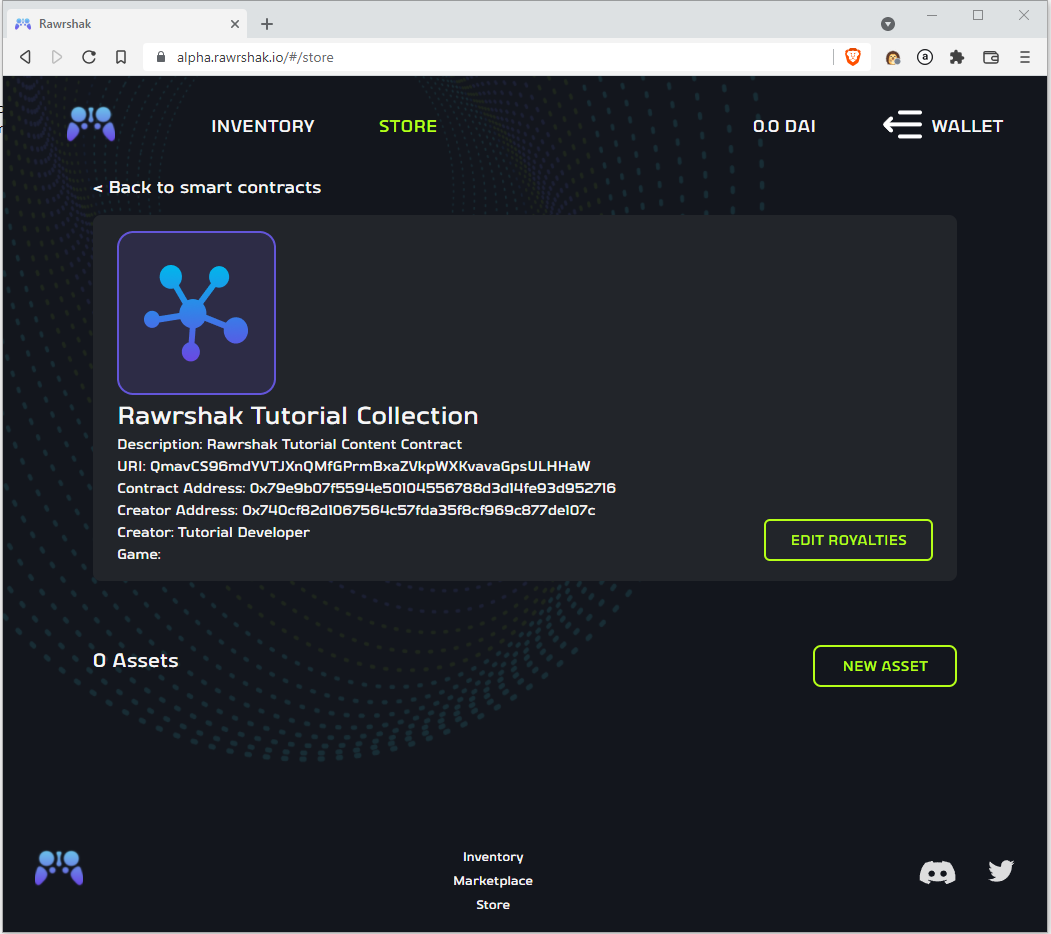 Rawrshak
alpha.rawrshak.io/#/store
INVENTORY
STORE
0.0 DAI
WALLET
< Back to smart contracts
Rawrshak Tutorial Collection
Description: Rawrshak Tutorial Content Contract
URI: QmavCS96mdYVTJXnQMfGPrmBxaZVkpWXKvavaGpsULHHaW
Contract Address: 0x79e9b07f5594e50104556788d3d14fe93d952716
Creator Address: 0x740cf82d1067564c57fda35f8cf969c877de107c
Creator: Tutorial Developer
Game:
EDIT ROYALTIES
0 Assets
NEW ASSET
Inventory
Marketplace
Store